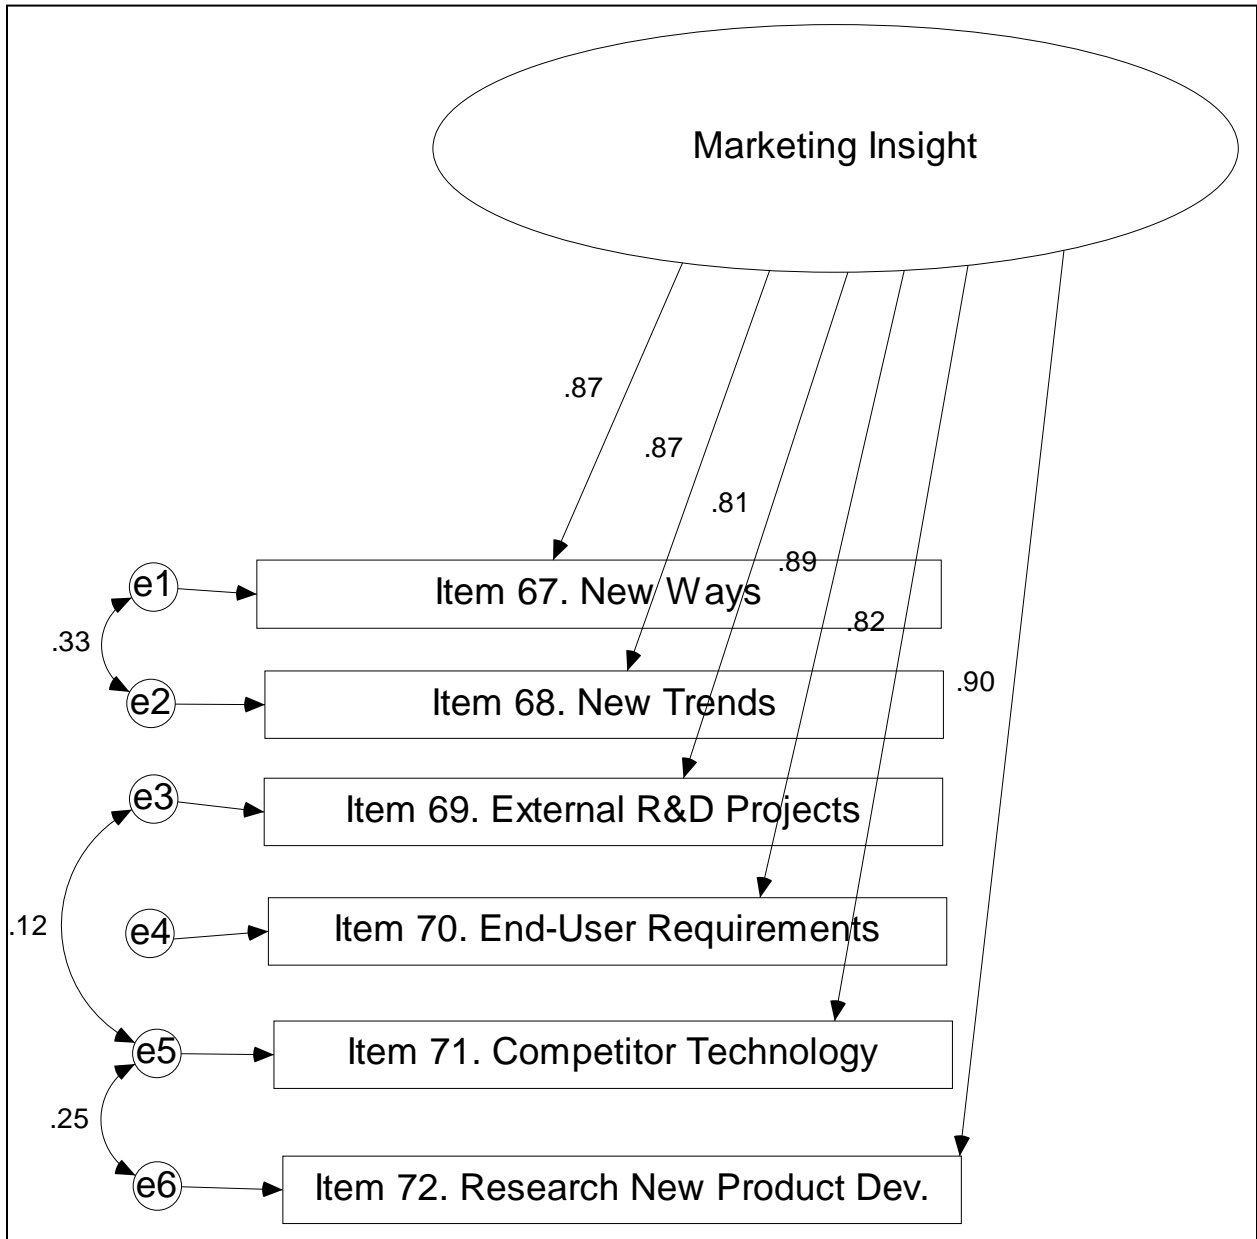 Marketing Insight
.87
.87
.81
.89
.82
.90
e1
Item 67. New Ways
.33
e2
Item 68. New Trends
e3
Item 69. External R&D Projects
.12
e4
Item 70. End-User Requirements
e5
Item 71. Competitor Technology
.25
e6
Item 72. Research New Product Dev.